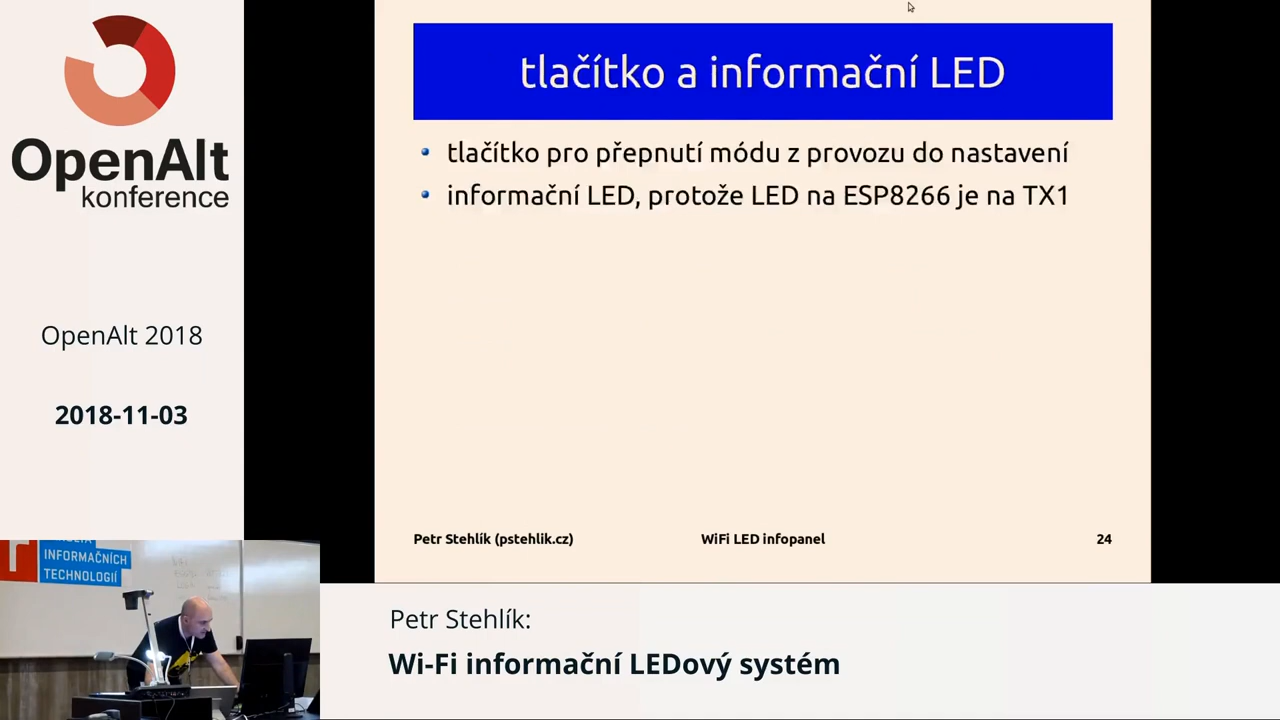 OpenAlt
konference
OpenAlt 2018
2018-11-03
tlačítko a informační LED
tlačítko pro přepnutí módu z provozu do nastavení
informační LED, protože LED na ESP8266 je na TX1
Petr Stehlík (pstehlik.cz) WiFi LED infopanel 24
INFORMAČNÍCH
TECHNOLOGIÍ
Petr Stehlík:
Wi-Fi informační LEDový systém